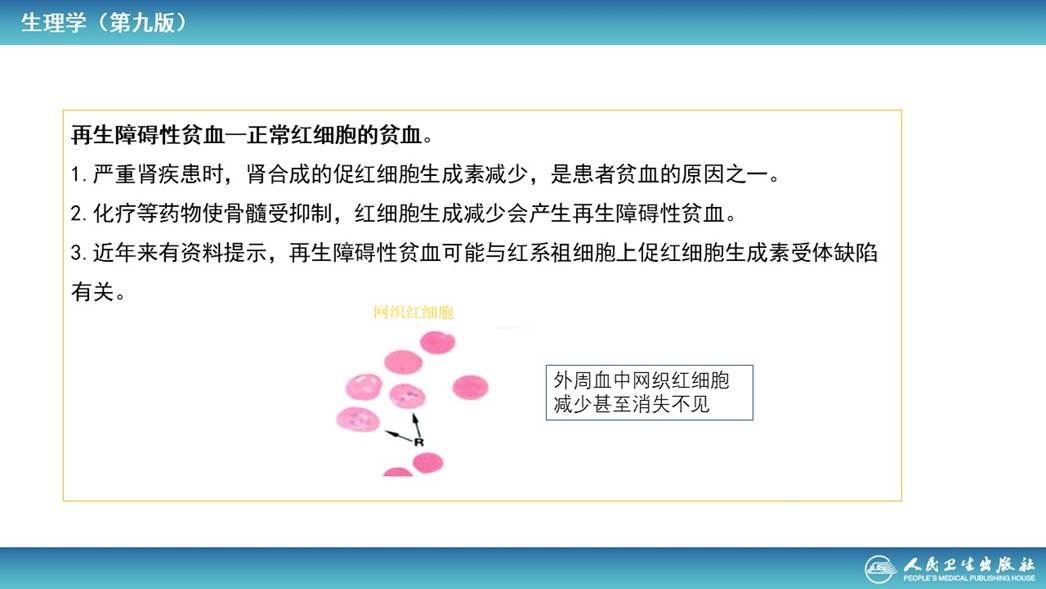 生理学（第九版）
再生障碍性贫血—正常红细胞的贫血。
1.严重肾疾患时，肾合成的促红细胞生成素减少，是患者贫血的原因之一。
2.化疗等药物使骨髓受抑制，红细胞生成减少会产生再生障碍性贫血。
3.近年来有资料提示，再生障碍性贫血可能与红系祖细胞上促红细胞生成素受体缺陷
有关。
网织红细胞
外周血中网织红细胞
减少甚至消失不见
R
人民卫生出版社
PEOPLE'S MEDICAL PUBLISHING HOUSE